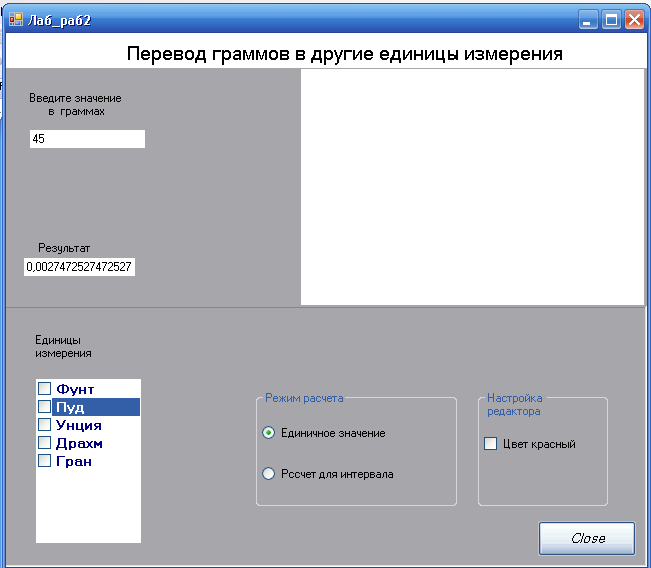 Лаб_раб2
Перевод граммов в другие единицы измерения
Введите значение
в граммах
45
Результат
0,0027472527472527
Единицы
измерения
Фунт
Пуд
Унция
Драхм
Гран
Режим расчета
Единичное значение
Рссчет для интервала
Настройка
редактора
Цвет красный
Close